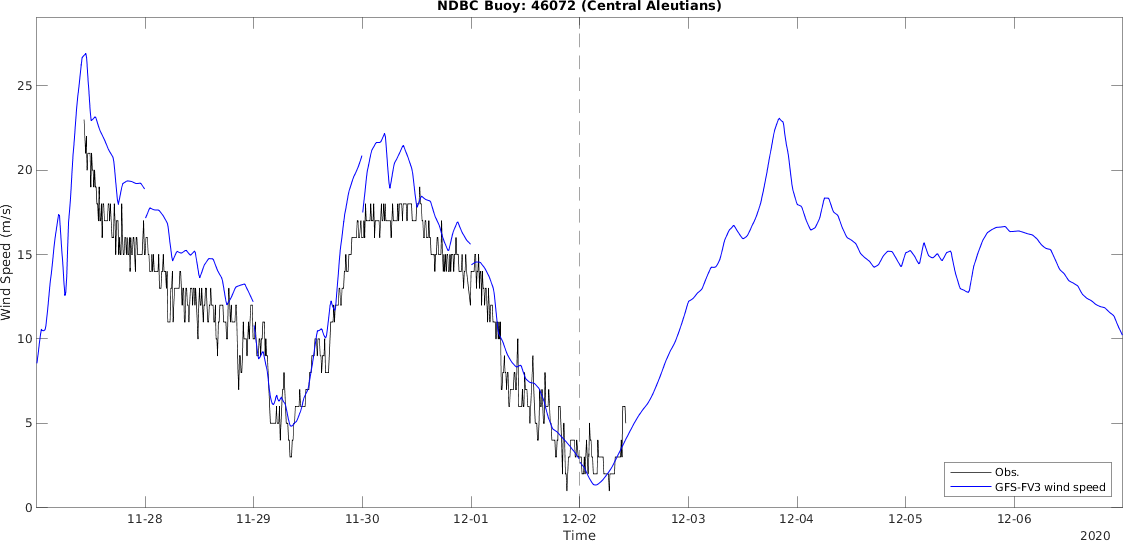 NDBC Buoy: 46072 (Central Aleutians)
Wind Speed (m/s)
25
20
15
10
5
0
Obs.
GFS-FV3 wind speed
11-28 11-29 11-30 12-01 12-02 12-03 12-04 12-05 12-06
Time
2020